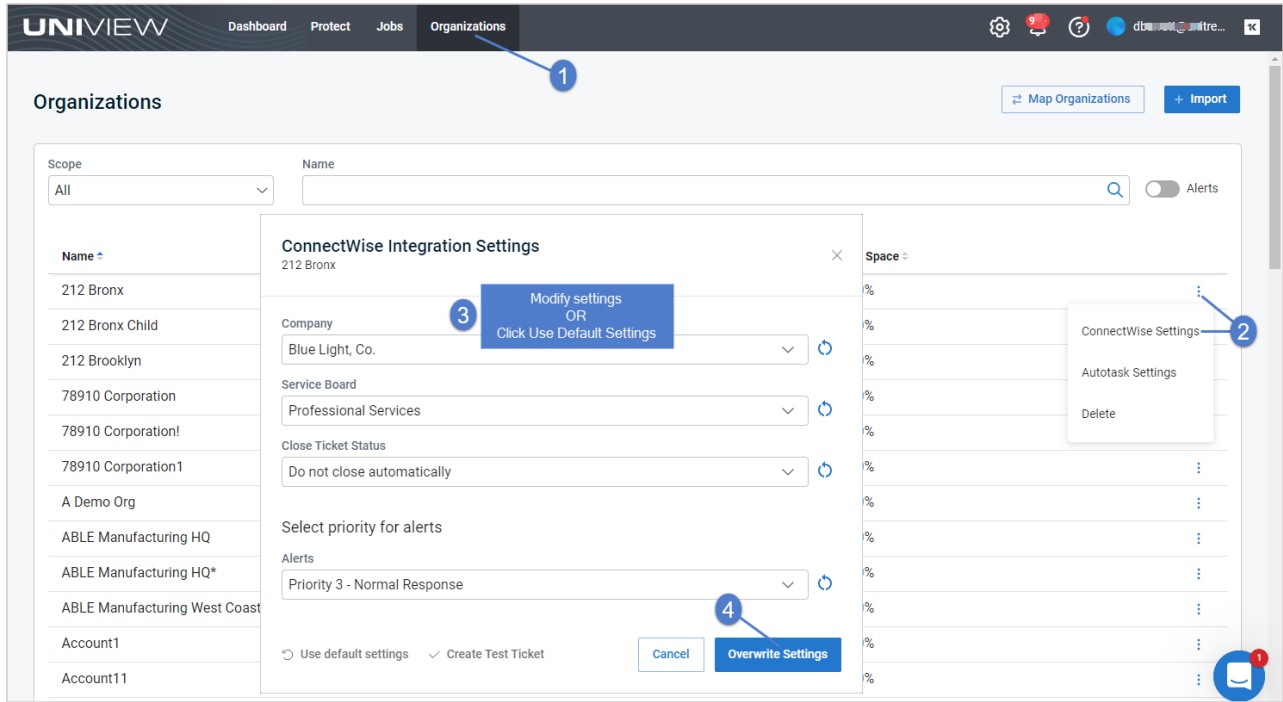 UNIVIEW Dashboard Protect Jobs Organizations 9+
1
Organizations
Map Organizations
+ Import
Scope
Name
All
Alerts
Name
Space
ConnectWise Integration Settings
212 Bronx
3
Modify settings
OR
Click Use Default Settings
Company
Blue Light, Co.
Service Board
Professional Services
Close Ticket Status
Do not close automatically
Select priority for alerts
Alerts
Priority 3 - Normal Response
4
Use default settings
Create Test Ticket
Cancel
Overwrite Settings
212 Bronx
%
212 Bronx Child
%
212 Brooklyn
%
78910 Corporation
%
78910 Corporation!
%
78910 Corporation1
%
A Demo Org
%
ABLE Manufacturing HQ
%
ABLE Manufacturing HQ*
%
ABLE Manufacturing West Coast
%
Account1
%
Account11
%
2
ConnectWise Settings
Autotask Settings
Delete
1